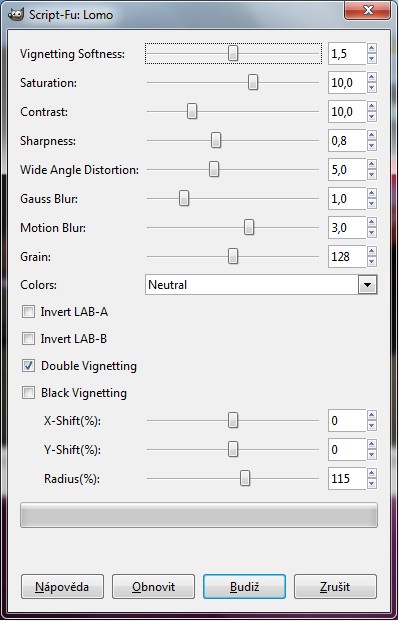 Script-Fu: Lomo
Vignetting Softness: 1,5
Saturation: 10,0
Contrast: 10,0
Sharpness: 0,8
Wide Angle Distortion: 5,0
Gauss Blur: 1,0
Motion Blur: 3,0
Grain: 128
Colors: Neutral
Invert LAB-A
Invert LAB-B
Double Vignetting
Black Vignetting
X-Shift(%): 0
Y-Shift(%): 0
Radius(%): 115
Nápověda Obnovit Budiž Zrušit